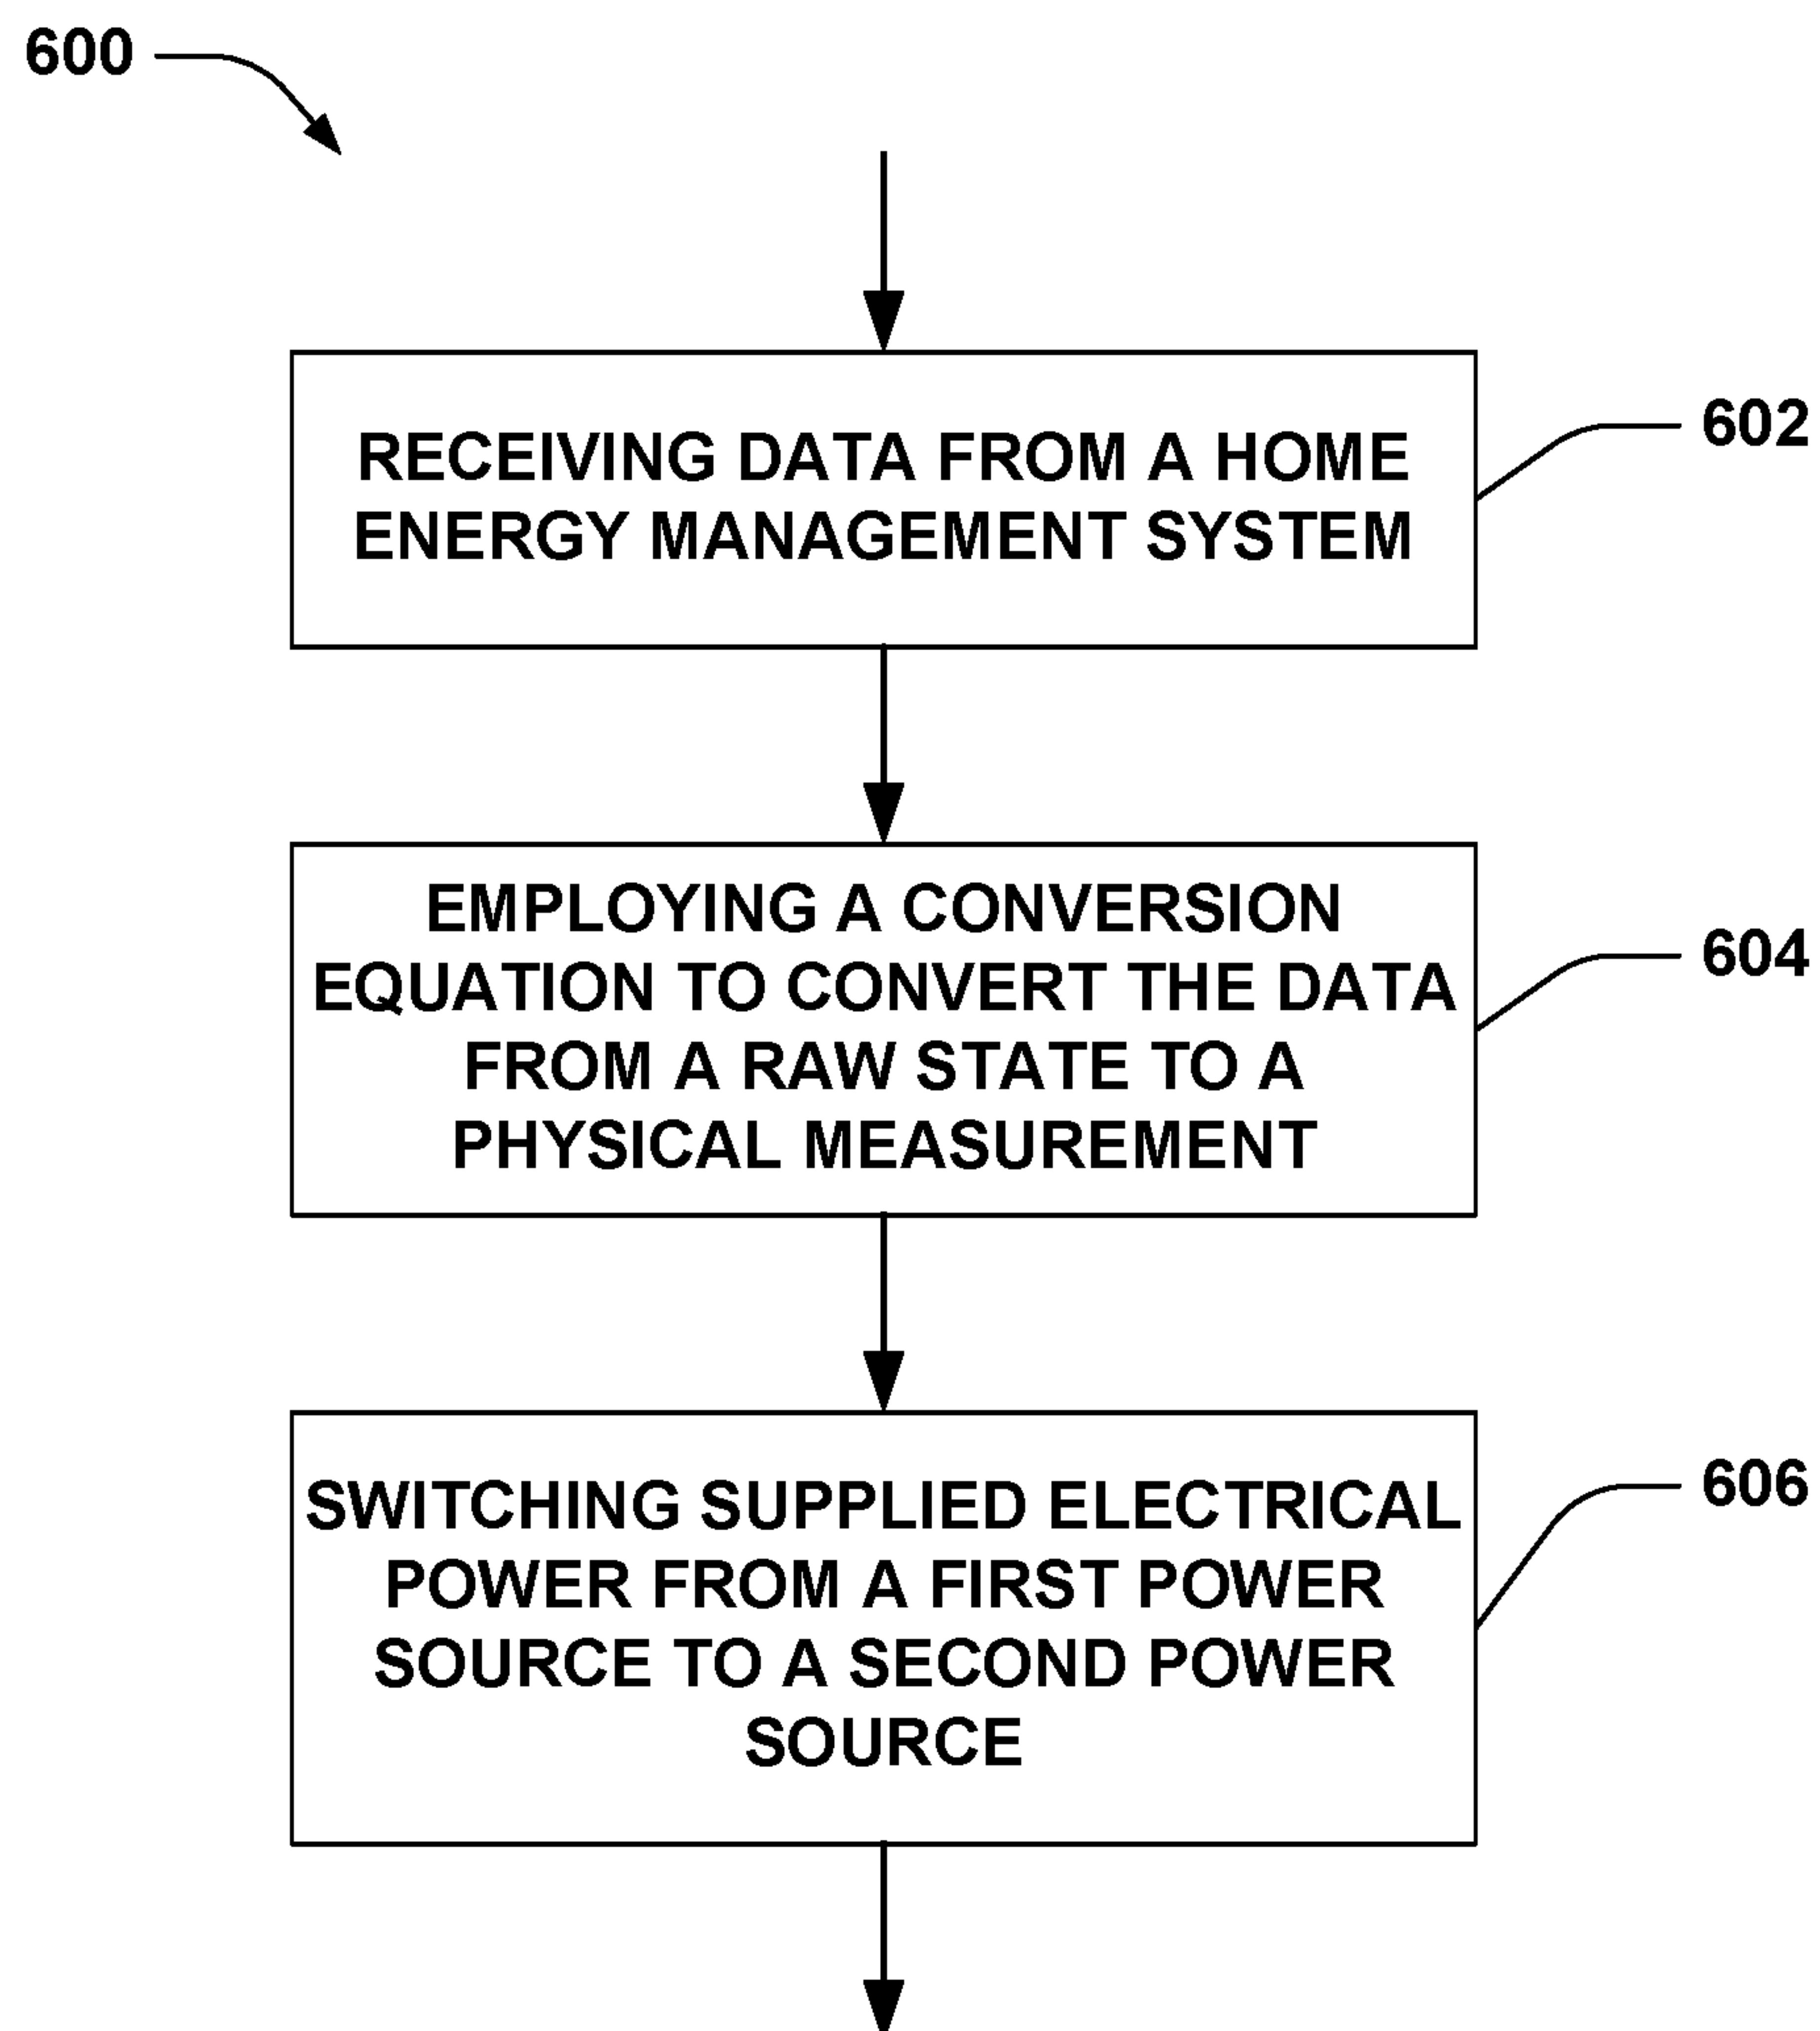 600
RECEIVING DATA FROM A HOME
ENERGY MANAGEMENT SYSTEM
602
EMPLOYING A CONVERSION
EQUATION TO CONVERT THE DATA
FROM A RAW STATE TO A
PHYSICAL MEASUREMENT
604
SWITCHING SUPPLIED ELECTRICAL
POWER FROM A FIRST POWER
SOURCE TO A SECOND POWER
SOURCE
606